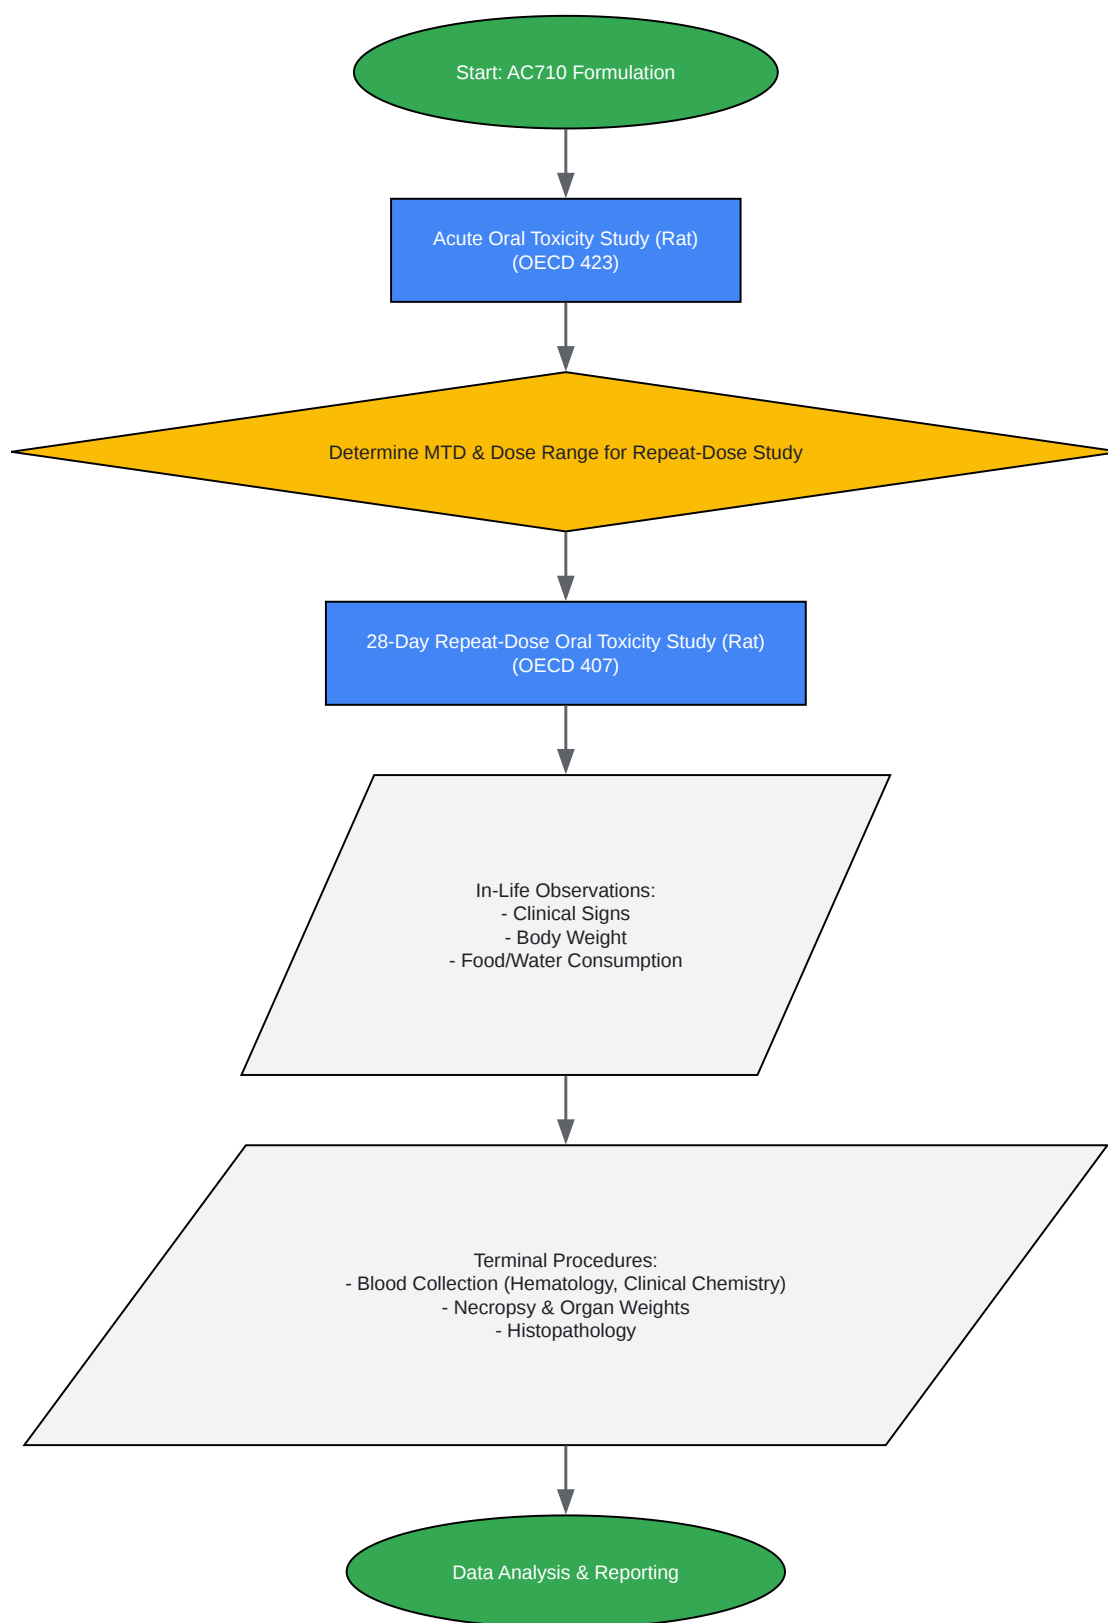 Start: AC710 Formulation
Acute Oral Toxicity Study (Rat)
(OECD 423)
Determine MTD & Dose Range for Repeat-Dose Study
28-Day Repeat-Dose Oral Toxicity Study (Rat)
(OECD 407)
In-Life Observations:
- Clinical Signs
- Body Weight
- Food/Water Consumption
Terminal Procedures:
- Blood Collection (Hematology, Clinical Chemistry)
- Necropsy & Organ Weights
- Histopathology
Data Analysis & Reporting